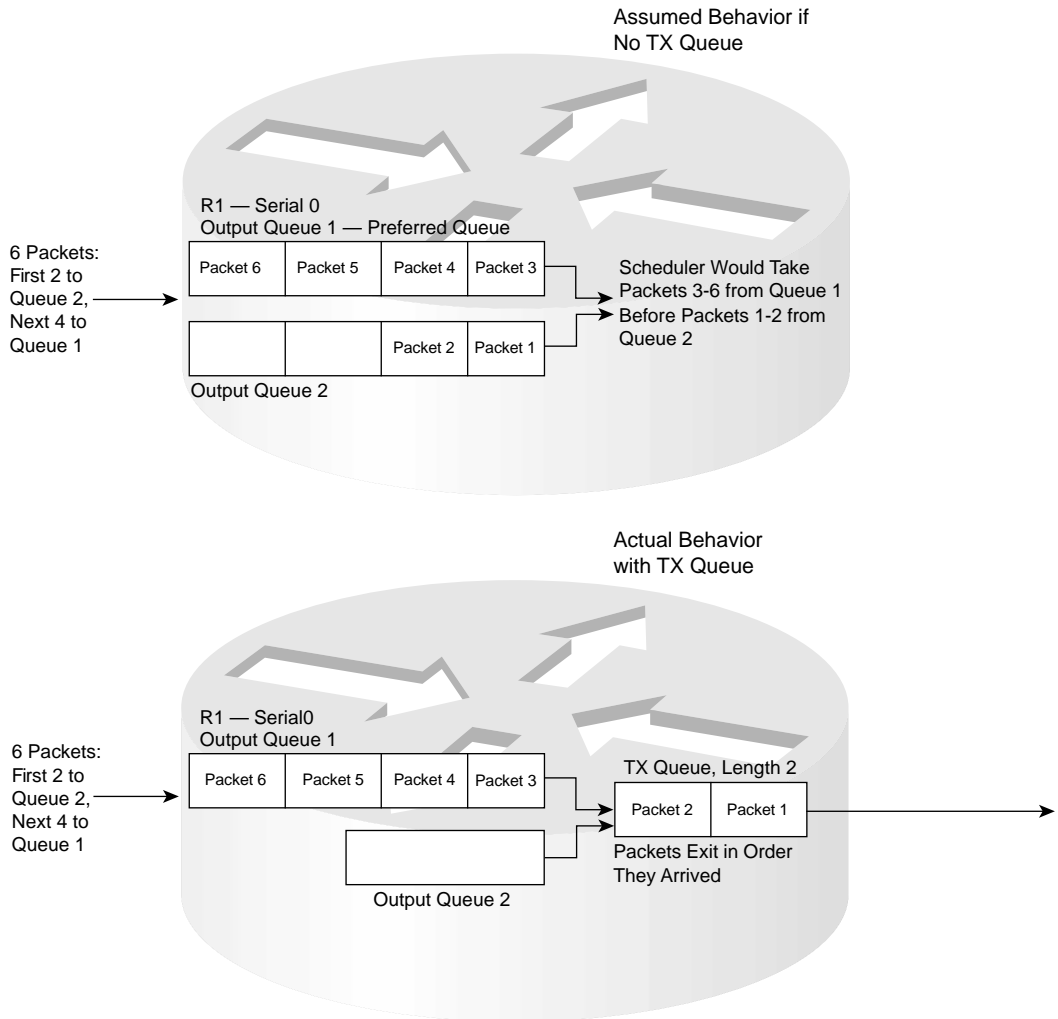 Assumed Behavior if
No TX Queue
R1 — Serial 0
Output Queue 1 — Preferred Queue
6 Packets:
First 2 to
Queue 2,
Next 4 to
Queue 1
Packet 6
Packet 5
Packet 4
Packet 3
Scheduler Would Take
Packets 3-6 from Queue 1
Before Packets 1-2 from
Queue 2
Packet 2
Packet 1
Output Queue 2
Actual Behavior
with TX Queue
R1 — Serial0
Output Queue 1
6 Packets:
First 2 to
Queue 2,
Next 4 to
Queue 1
Packet 6
Packet 5
Packet 4
Packet 3
TX Queue, Length 2
Packet 2
Packet 1
Packets Exit in Order
They Arrived
Output Queue 2